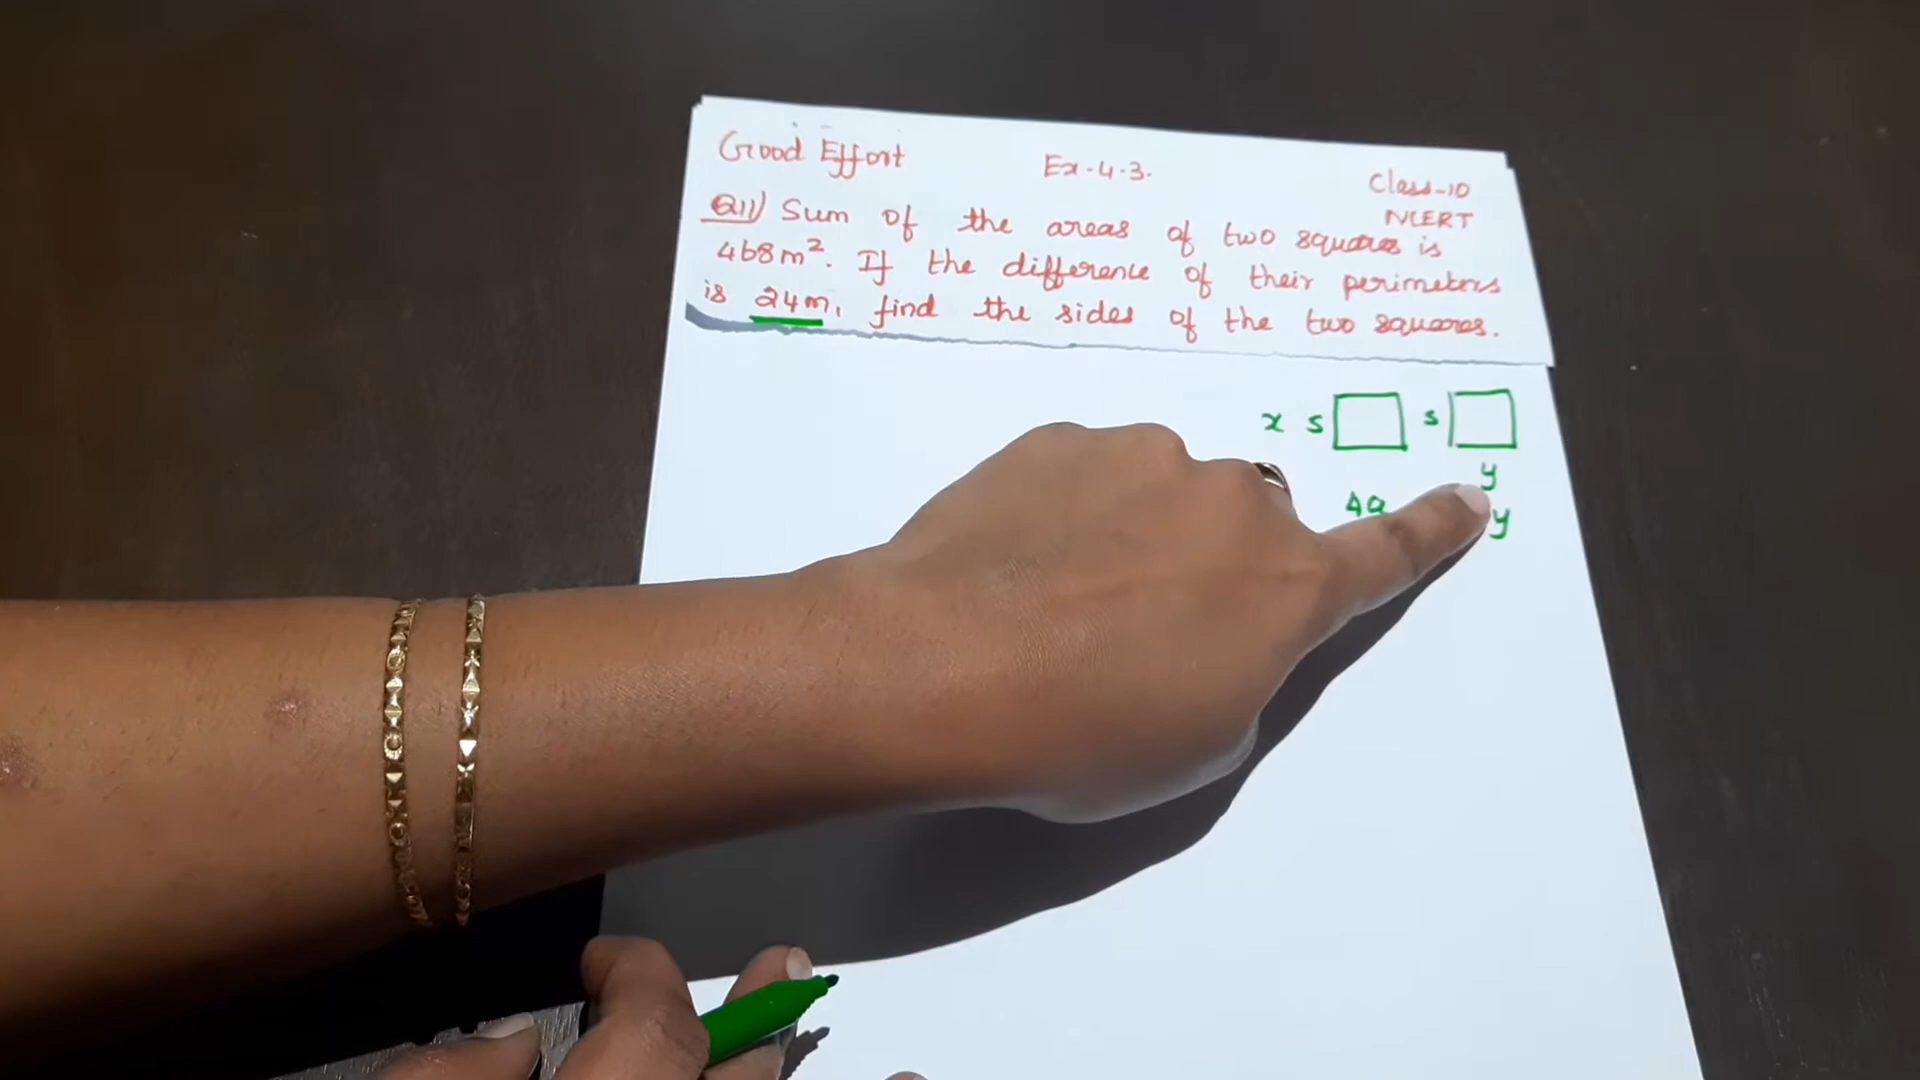 Good Effort Ex-4.3. Class-10
NCERT
Q11) Sum of the areas of two squares is
468m². If the difference of their perimeters
is 24m, find the sides of the two squares.
x s s
y
4a y